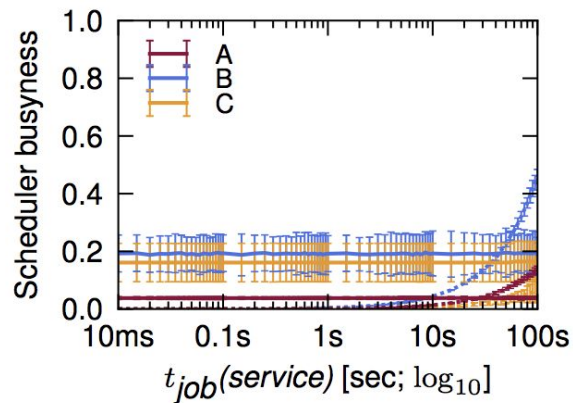 Scheduler busyness
1.0
0.8
0.6
0.4
0.2
0.0
A
B
C
10ms 0.1s 1s 10s 100s
t_job(service) [sec; log₁₀]